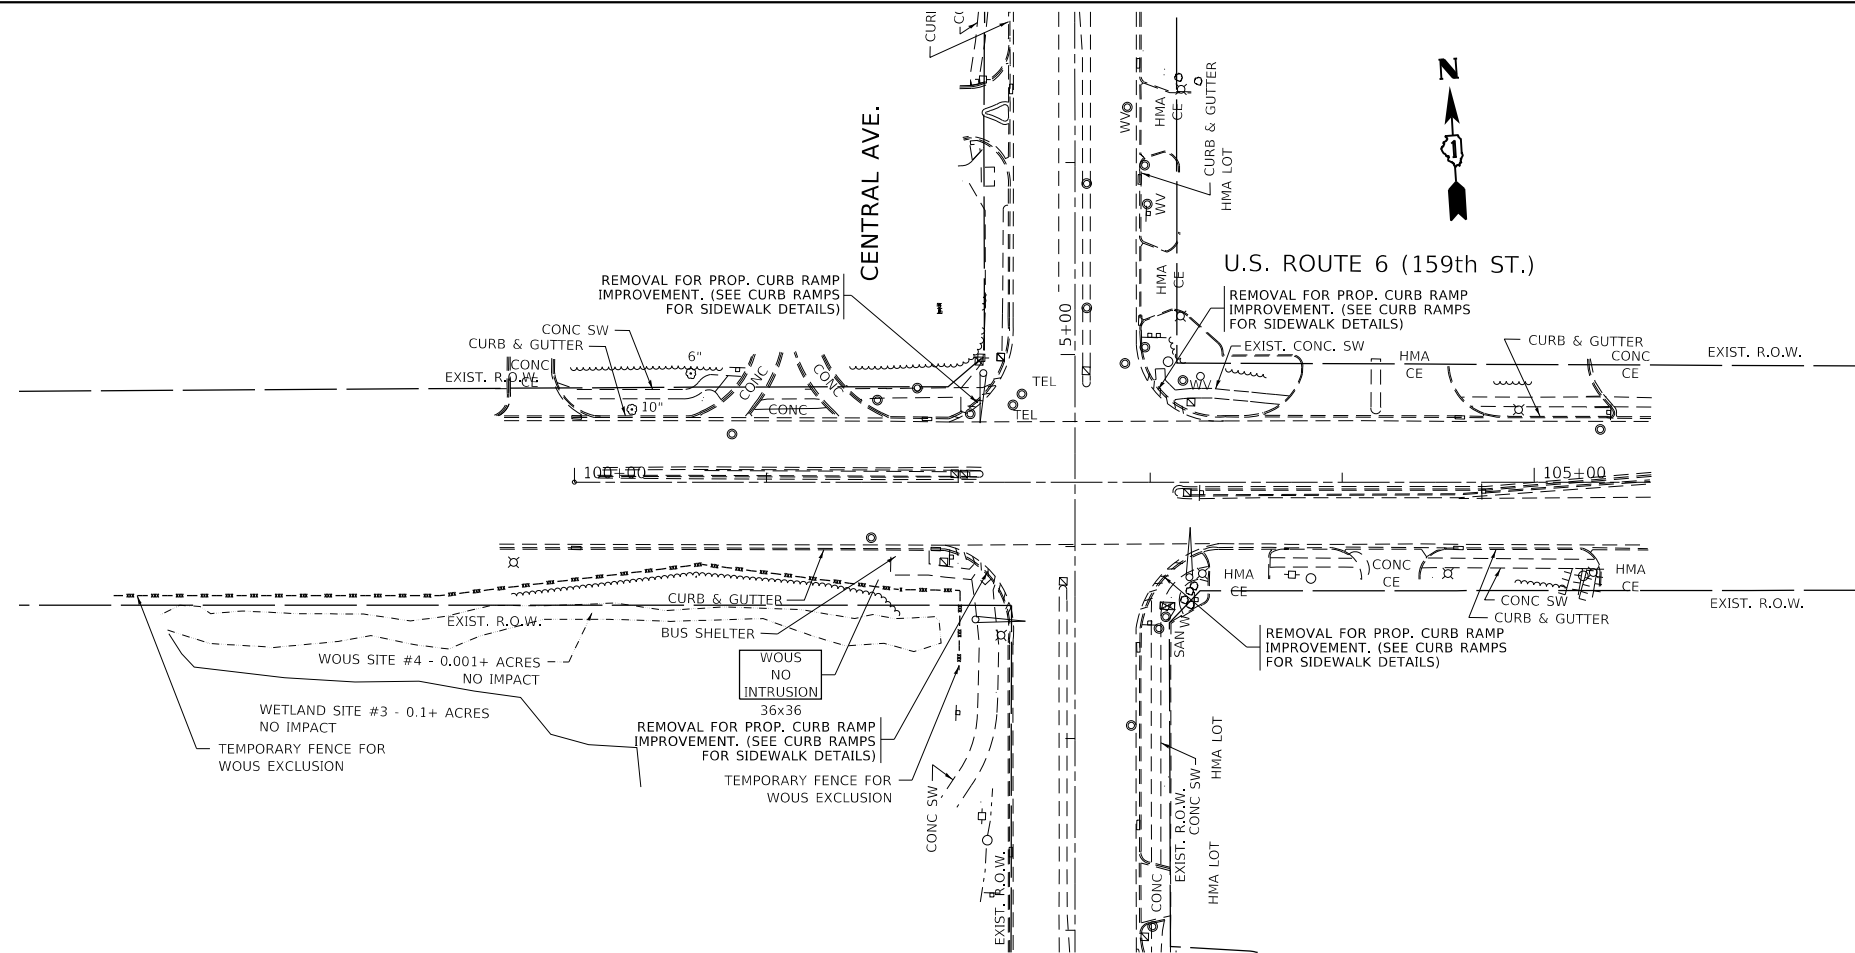 CENTRAL AVE.
N
1
WV
HMA
CE
CURB & GUTTER
HMA LOT
WV
HMA
CE
U.S. ROUTE 6 (159th ST.)
REMOVAL FOR PROP. CURB RAMP
IMPROVEMENT. (SEE CURB RAMPS
FOR SIDEWALK DETAILS)
REMOVAL FOR PROP. CURB RAMP
IMPROVEMENT. (SEE CURB RAMPS
FOR SIDEWALK DETAILS)
5+00
CONC SW
CURB & GUTTER
CONC
CE
EXIST. R.O.W.
6"
10"
CONC
CONC
CONC
TEL
TEL
WV
EXIST. CONC. SW
HMA
CE
CURB & GUTTER
CONC
CE
EXIST. R.O.W.
100+00
105+00
CURB & GUTTER
EXIST. R.O.W.
BUS SHELTER
WOUS SITE #4 - 0.001+ ACRES
NO IMPACT
WOUS
NO
INTRUSION
36x36
WETLAND SITE #3 - 0.1+ ACRES
NO IMPACT
TEMPORARY FENCE FOR
WOUS EXCLUSION
REMOVAL FOR PROP. CURB RAMP
IMPROVEMENT. (SEE CURB RAMPS
FOR SIDEWALK DETAILS)
TEMPORARY FENCE FOR
WOUS EXCLUSION
CONC SW
EXIST. R.O.W.
HMA
CE
CONC
CE
HMA
CE
CONC SW
CURB & GUTTER
EXIST. R.O.W.
SAN W
REMOVAL FOR PROP. CURB RAMP
IMPROVEMENT. (SEE CURB RAMPS
FOR SIDEWALK DETAILS)
HMA LOT
CONC SW
EXIST. R.O.W.
CONC
HMA LOT